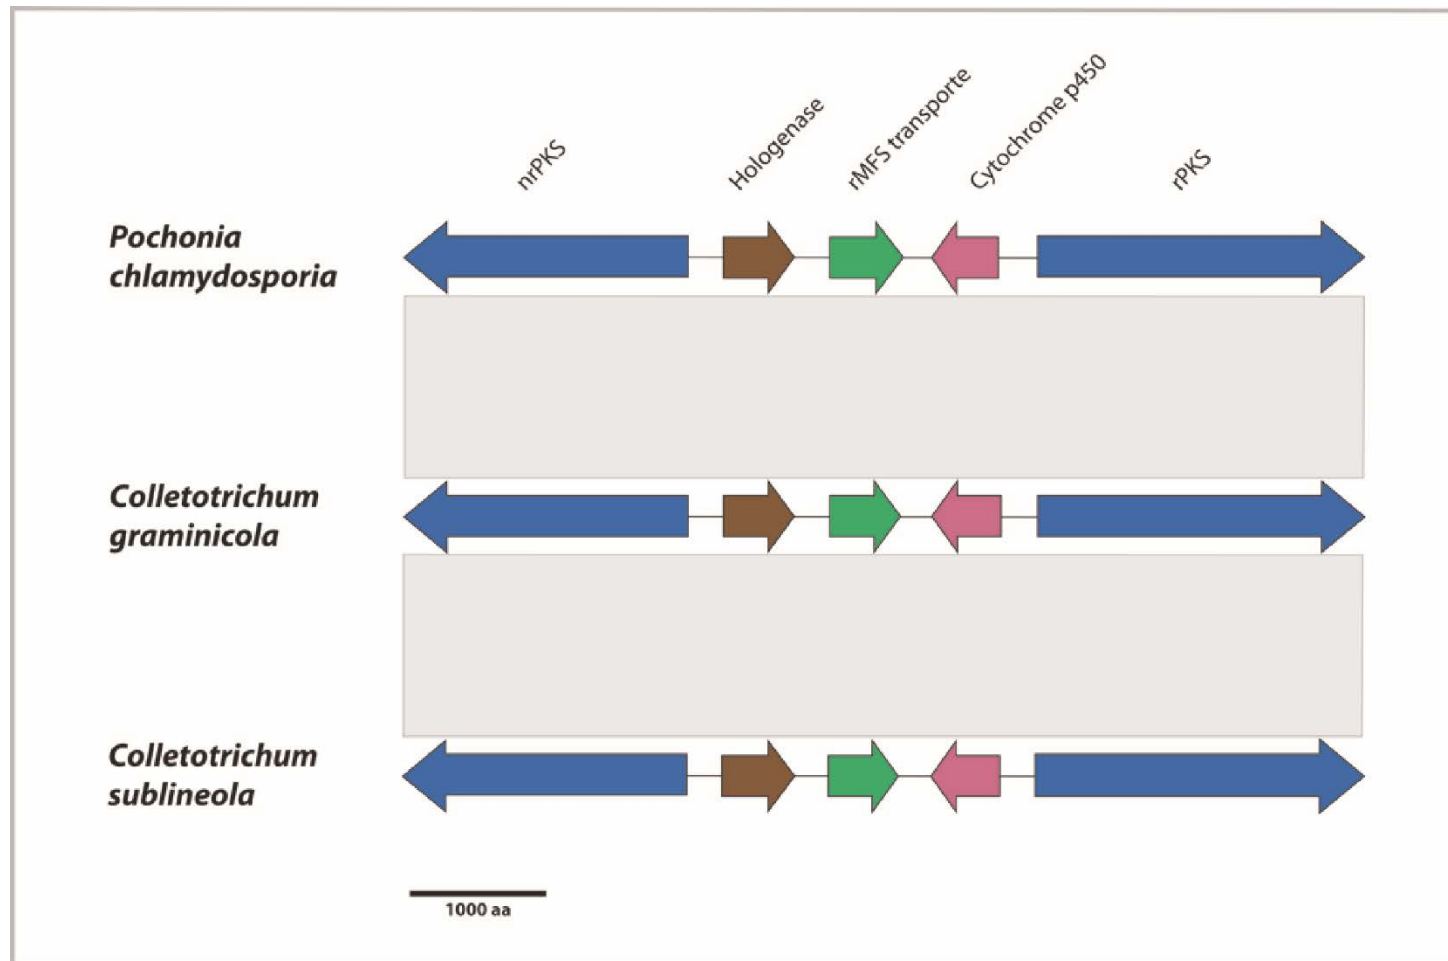 nrPKS
Hologenase
rMFS transporte
Cytochrome p450
rPKS
Pochonia
chlamydosporia
Colletotrichum
graminicola
Colletotrichum
sublineola
1000 aa